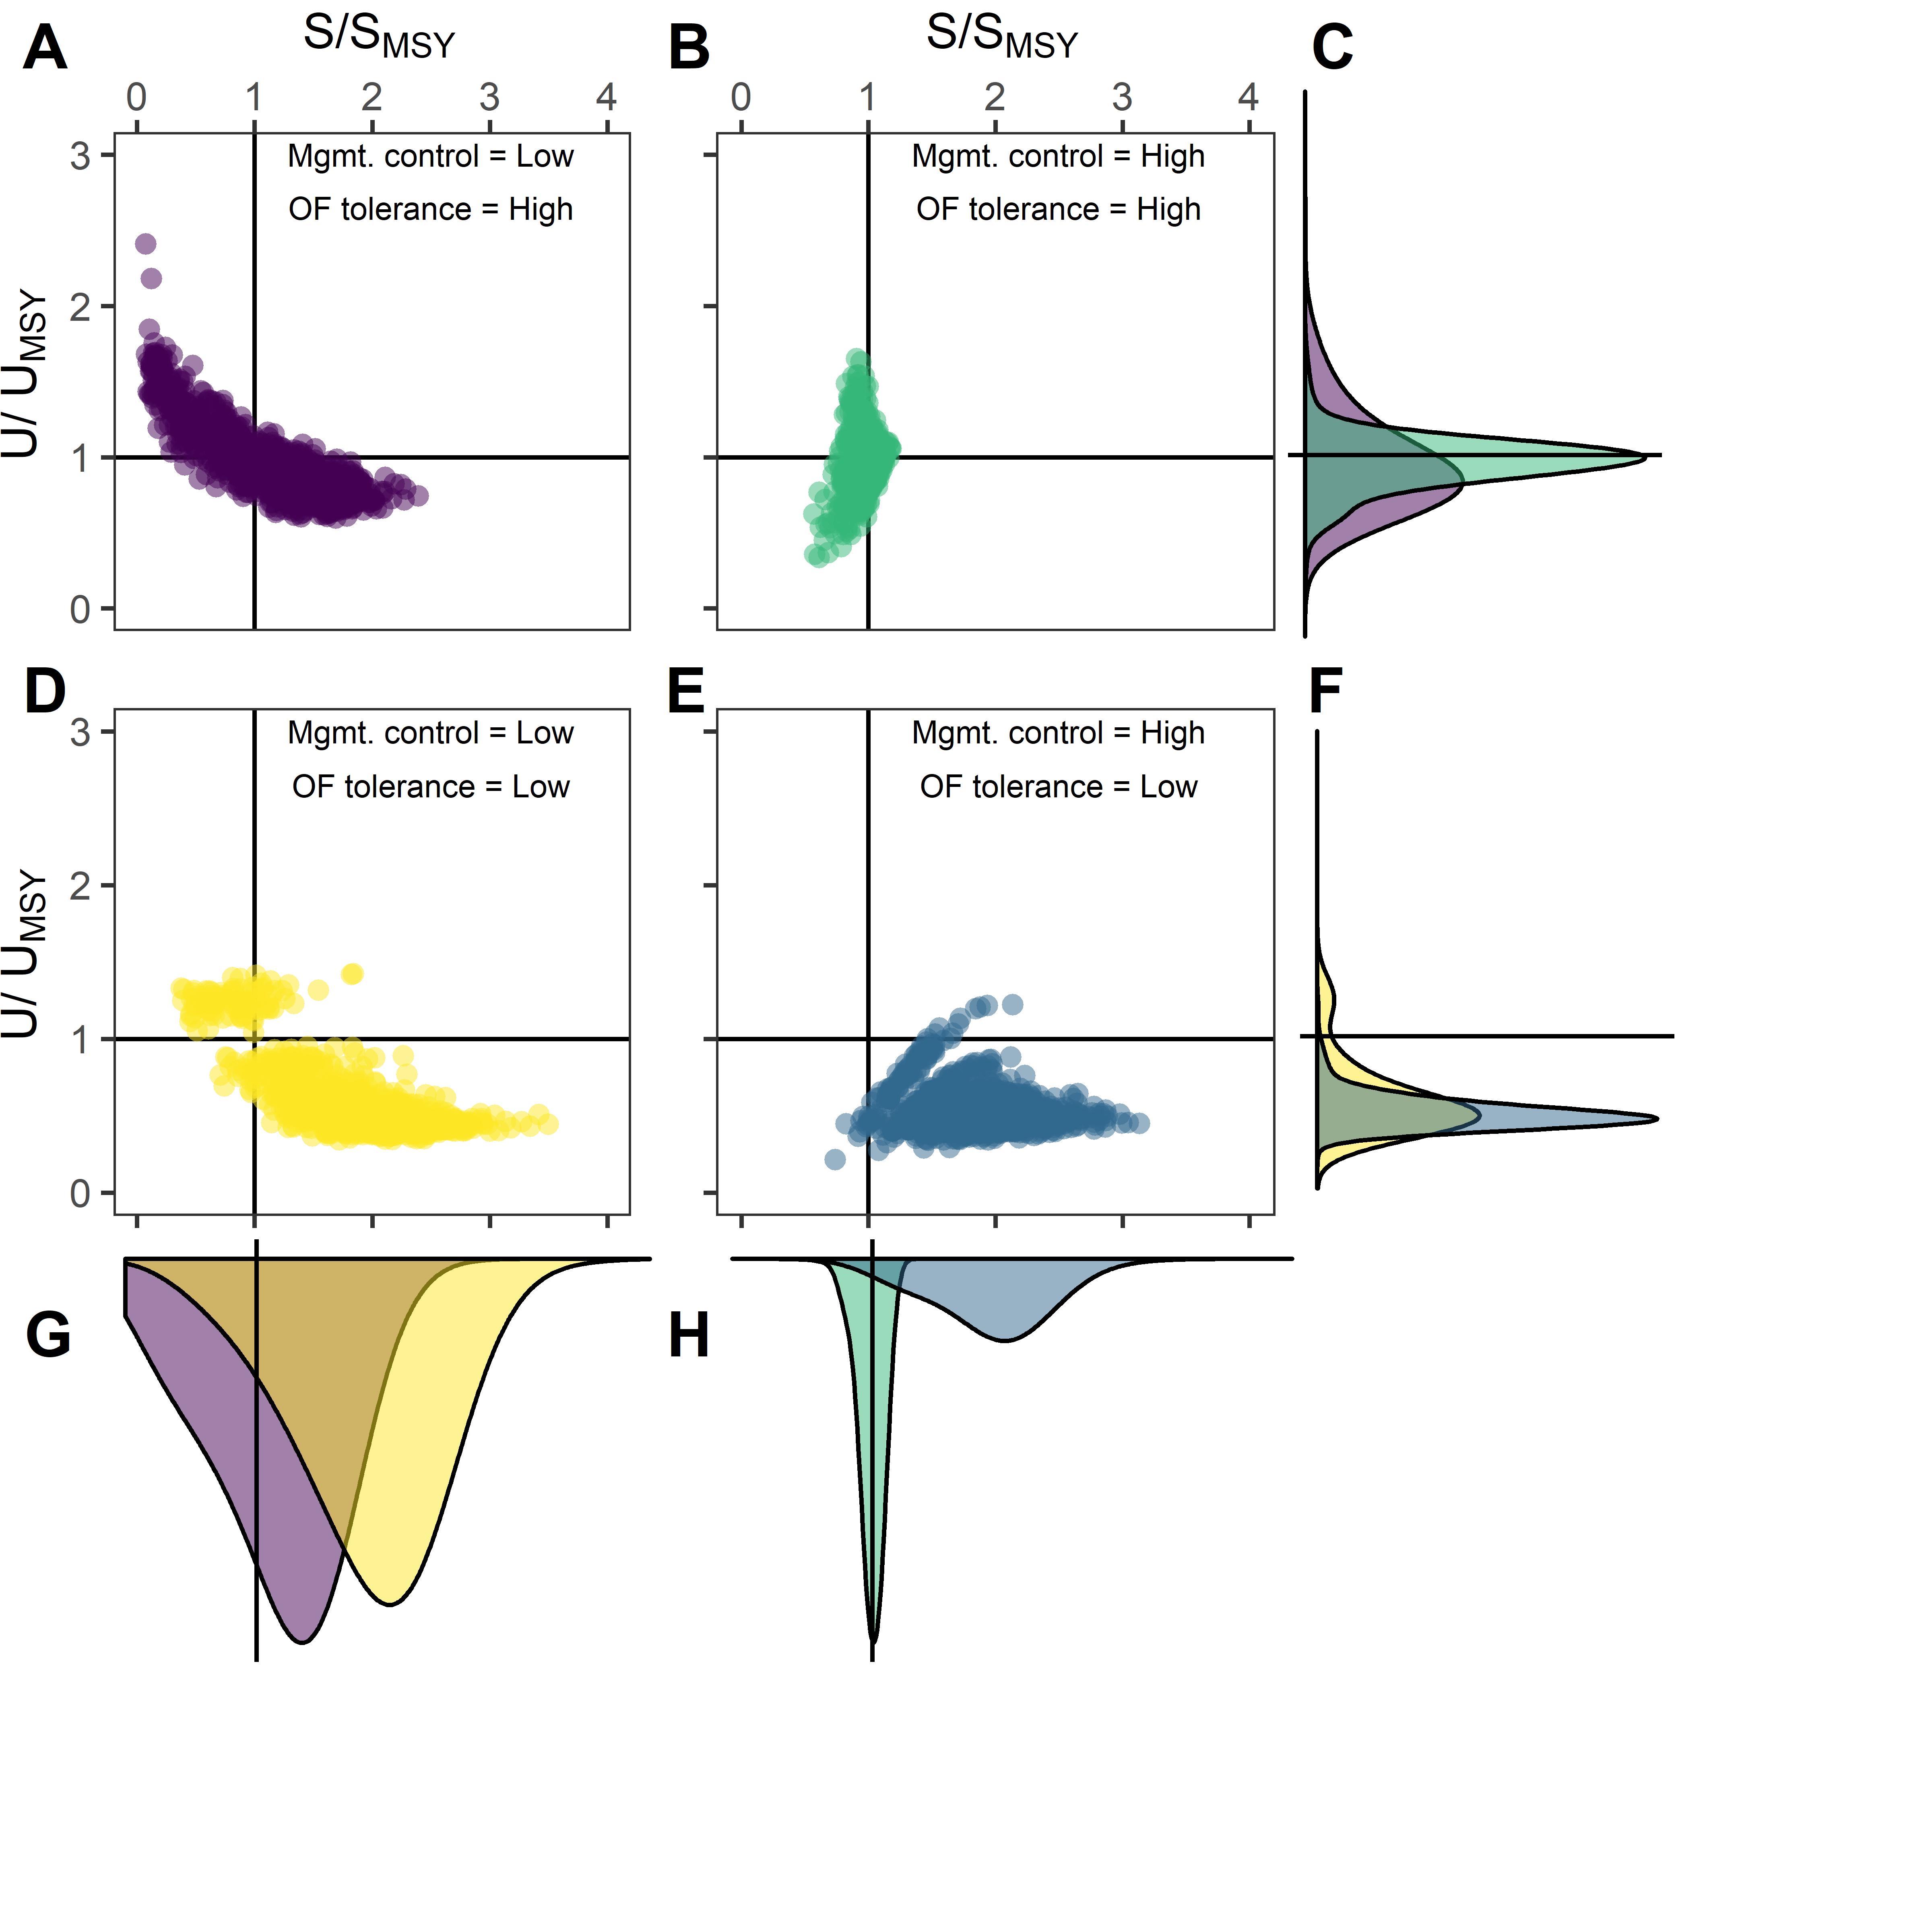 A
S/SMSY
B
S/SMSY
C
0 1 2 3 4
0 1 2 3 4
U/ UMSY
3
2
1
0
Mgmt. control = Low
OF tolerance = High
Mgmt. control = High
OF tolerance = High
D
E
F
U/ UMSY
3
2
1
0
Mgmt. control = Low
OF tolerance = Low
Mgmt. control = High
OF tolerance = Low
G
H